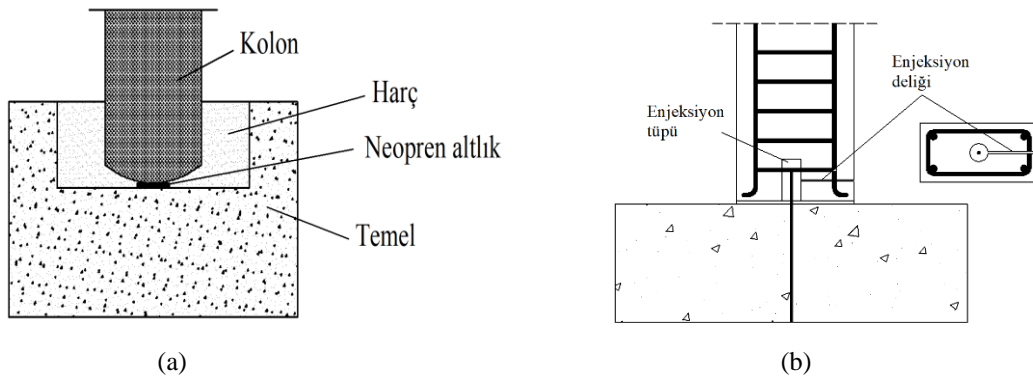 Kolon
Harç
Neopren altlık
Temel
(a)
Enjeksiyon
deliği
Enjeksiyon
tüpü
(b)